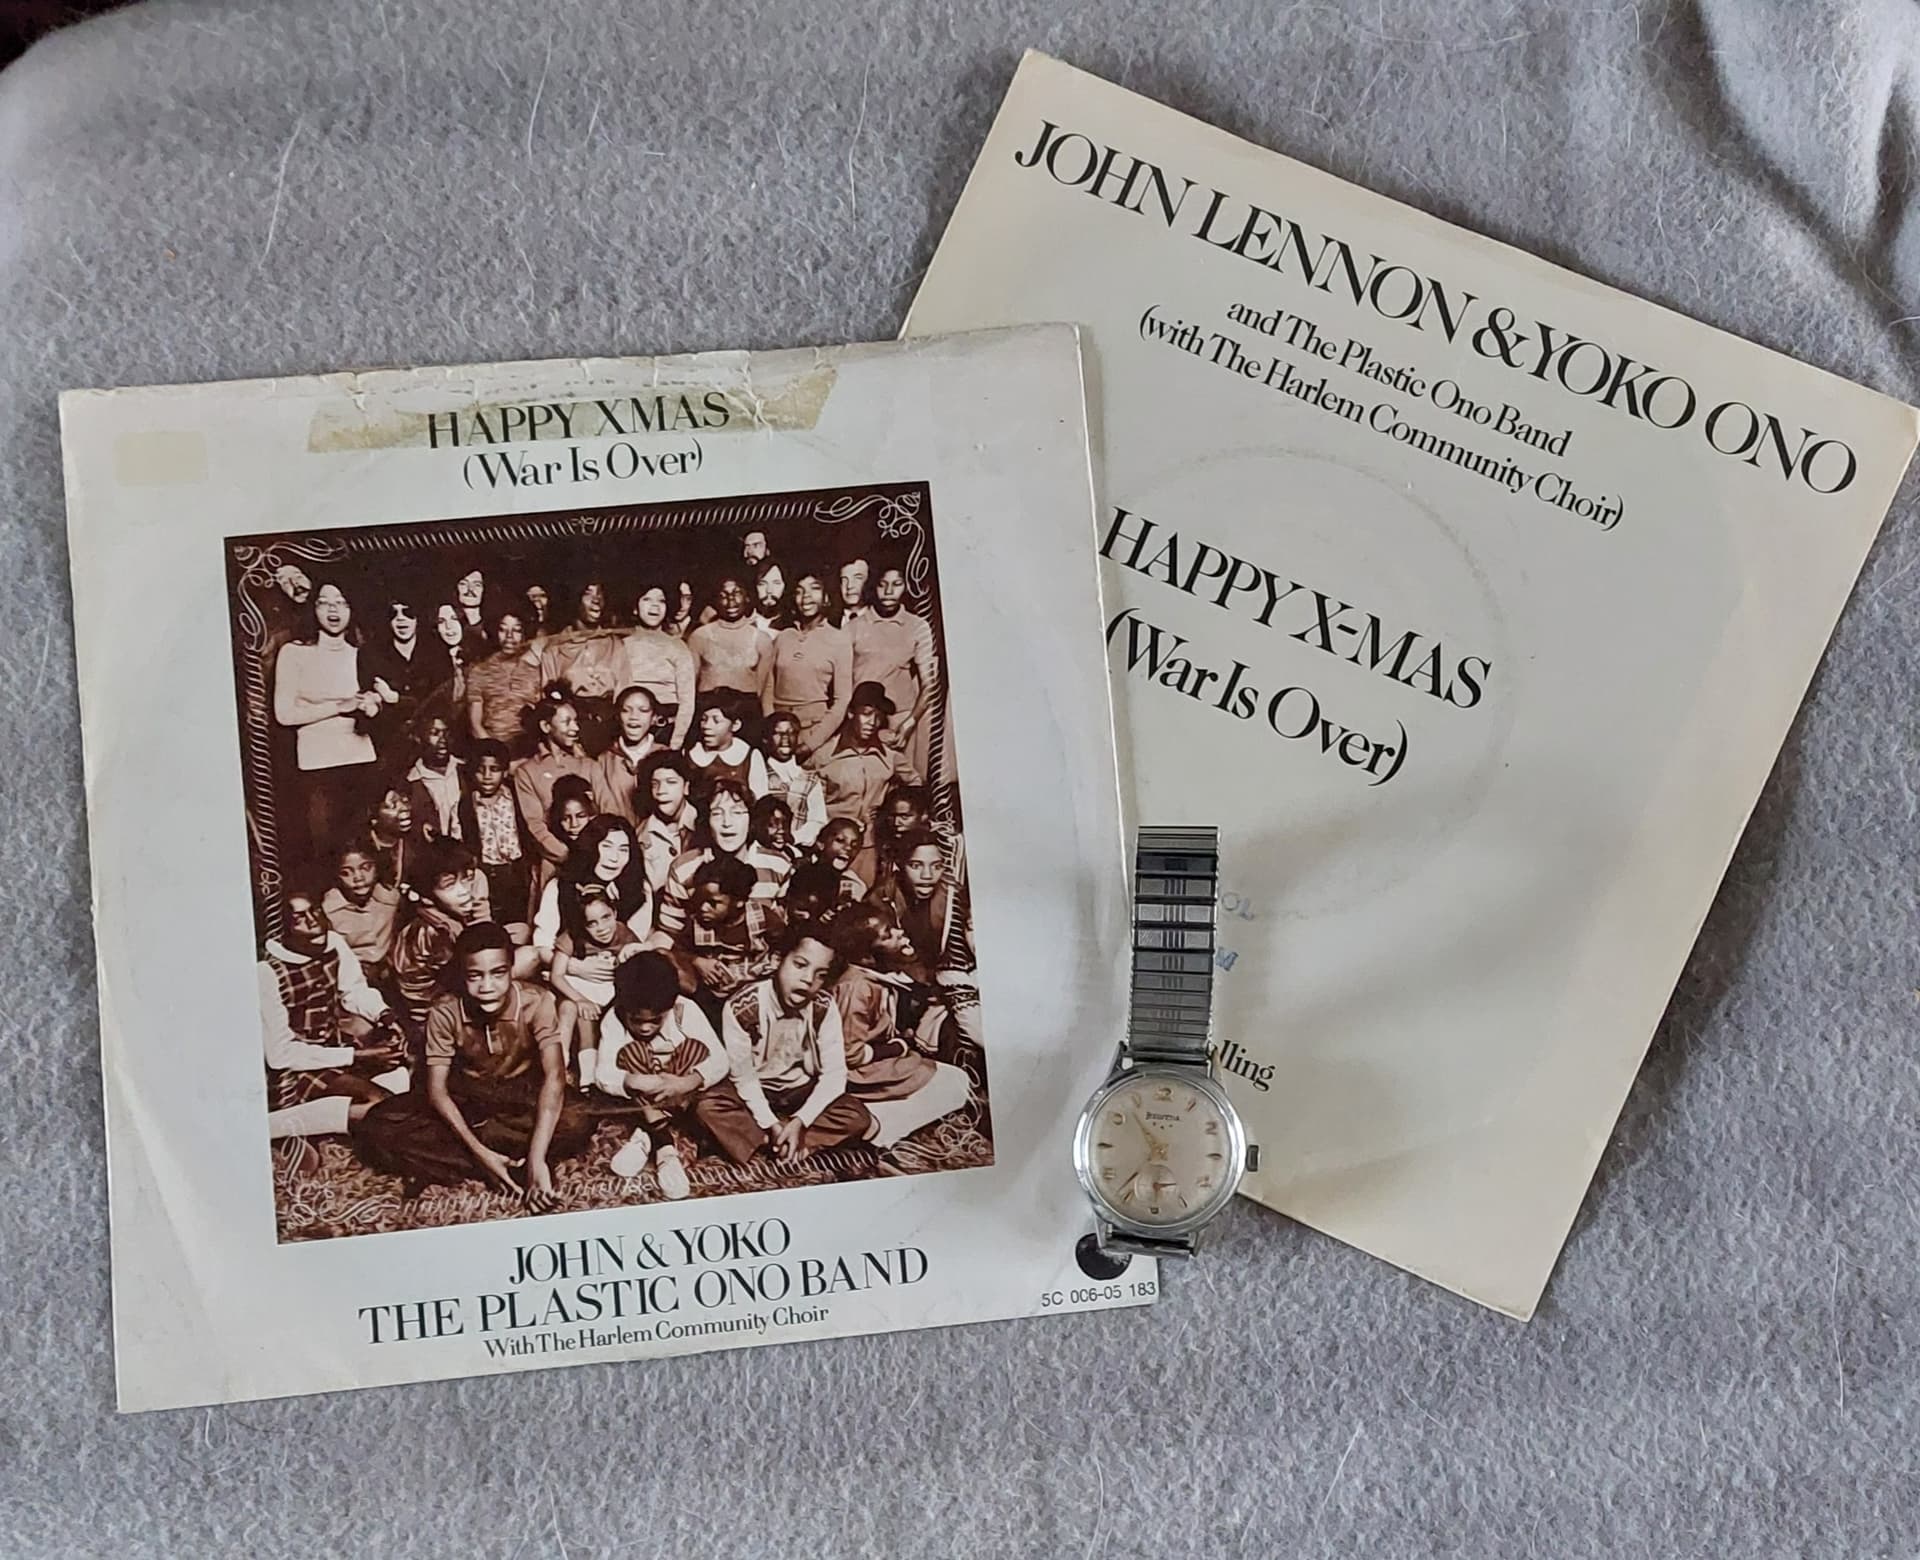 HAPPY XMAS
(War Is Over)
JOHN & YOKO
THE PLASTIC ONO BAND
With The Harlem Community Choir
5C 006-05 183
JOHN LENNON & YOKO ONO
and The Plastic Ono Band
(with The Harlem Community Choir)
HAPPY X-MAS
(War Is Over)
OL
M
lling